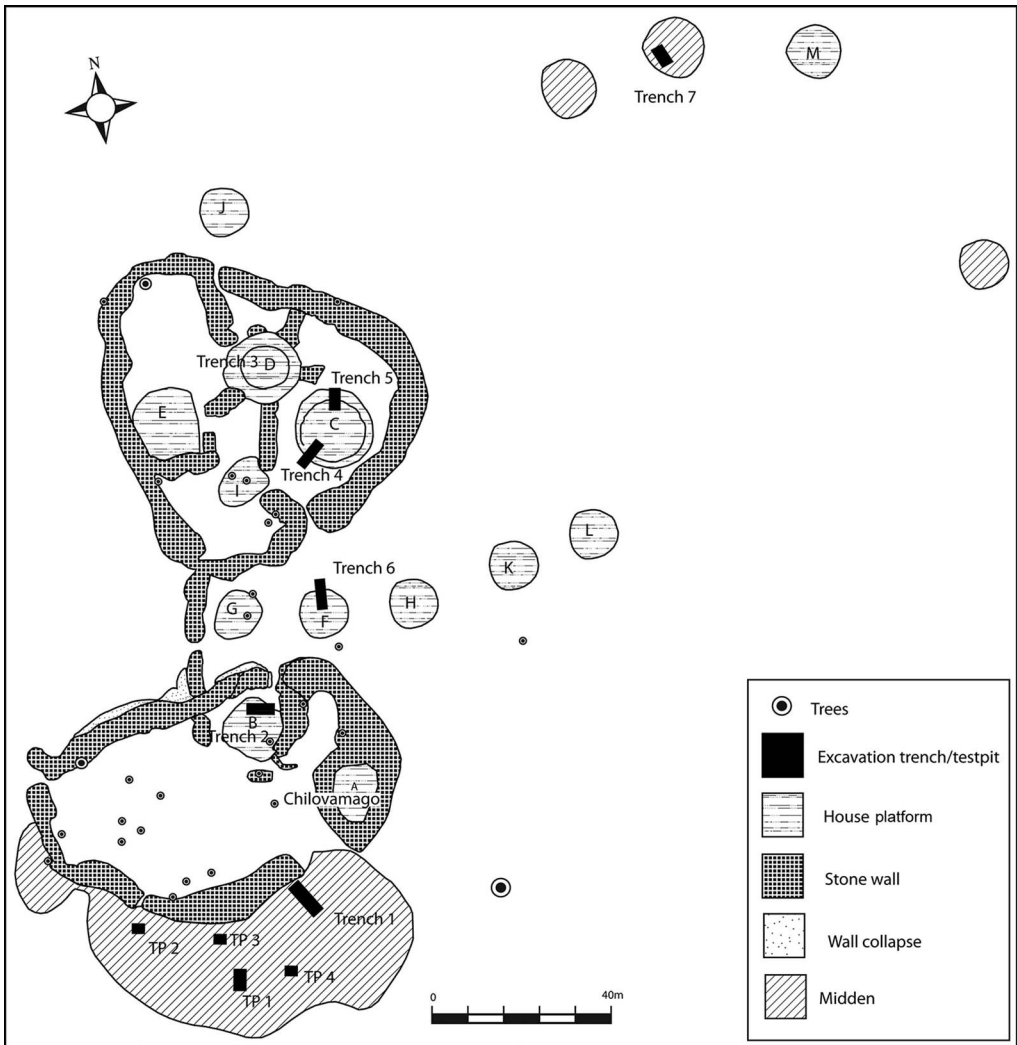 N
M
Trench 7
J
Trench 3
D
Trench 5
E
C
Trench 4
I
L
Trench 6
K
H
G
F
B
Trench 2
A
Chilovamago
Trench 1
TP 2
TP 3
TP 4
TP 1
0
40m
Trees
Excavation trench/testpit
House platform
Stone wall
Wall collapse
Midden